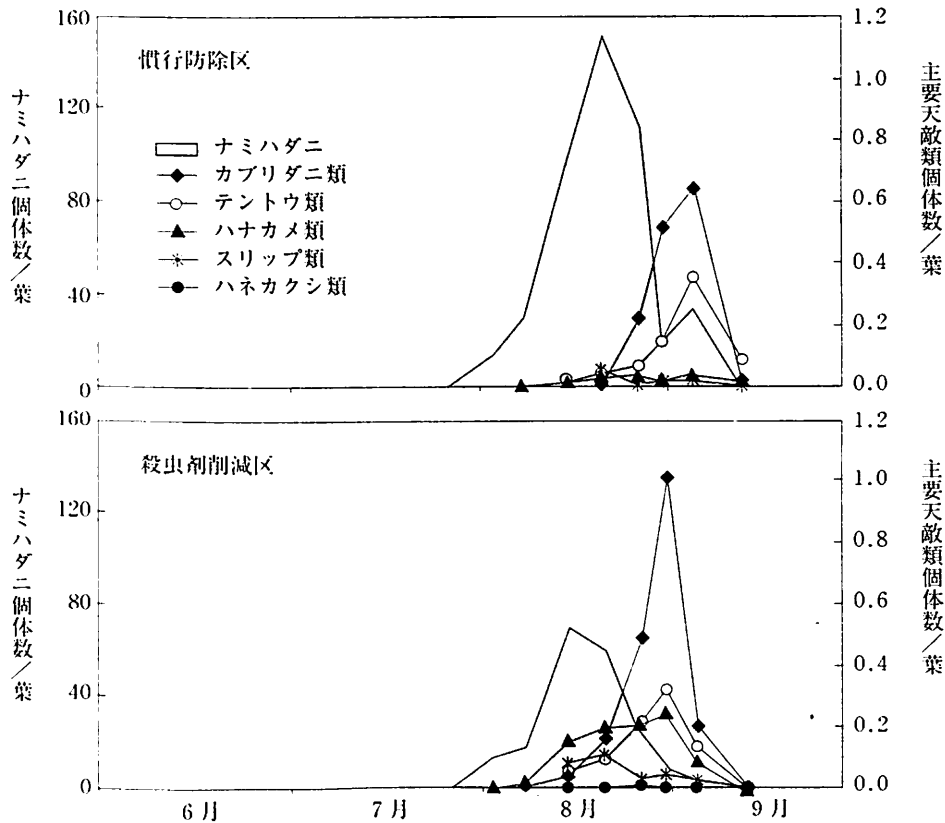 160
120
80
40
0
ナミハダニ個体数/葉
慣行防除区
ナミハダニ
カブリダニ類
テントウ類
ハナカメ類
スリップ類
ハネカクシ類
1.2
1.0
0.8
0.6
0.4
0.2
0.0
主要天敵類個体数/葉
160
120
80
40
0
ナミハダニ個体数/葉
殺虫剤削減区
1.2
1.0
0.8
0.6
0.4
0.2
0.0
主要天敵類個体数/葉
6月 7月 8月 9月